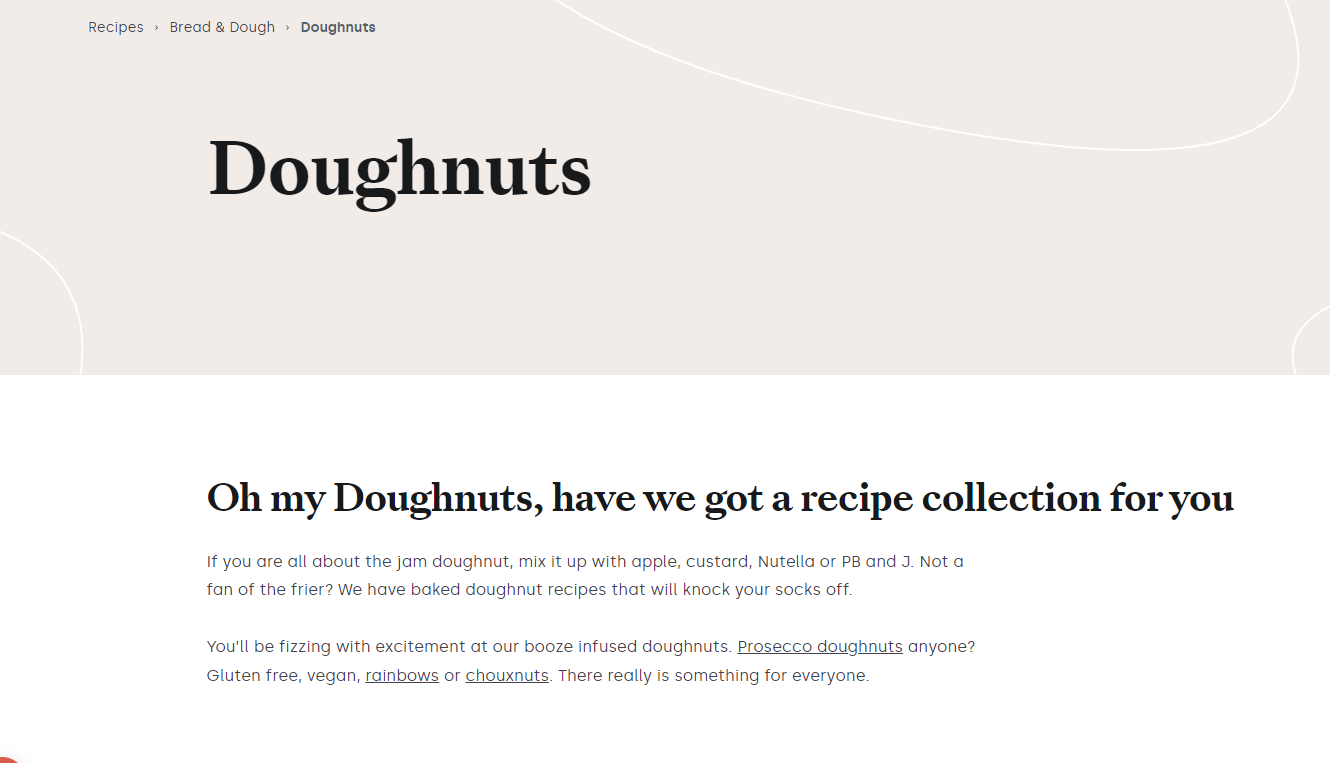 Recipes › Bread & Dough › Doughnuts
Doughnuts
Oh my Doughnuts, have we got a recipe collection for you
If you are all about the jam doughnut, mix it up with apple, custard, Nutella or PB and J. Not a
fan of the frier? We have baked doughnut recipes that will knock your socks off.
You'll be fizzing with excitement at our booze infused doughnuts. Prosecco doughnuts anyone?
Gluten free, vegan, rainbows or chouxnuts. There really is something for everyone.